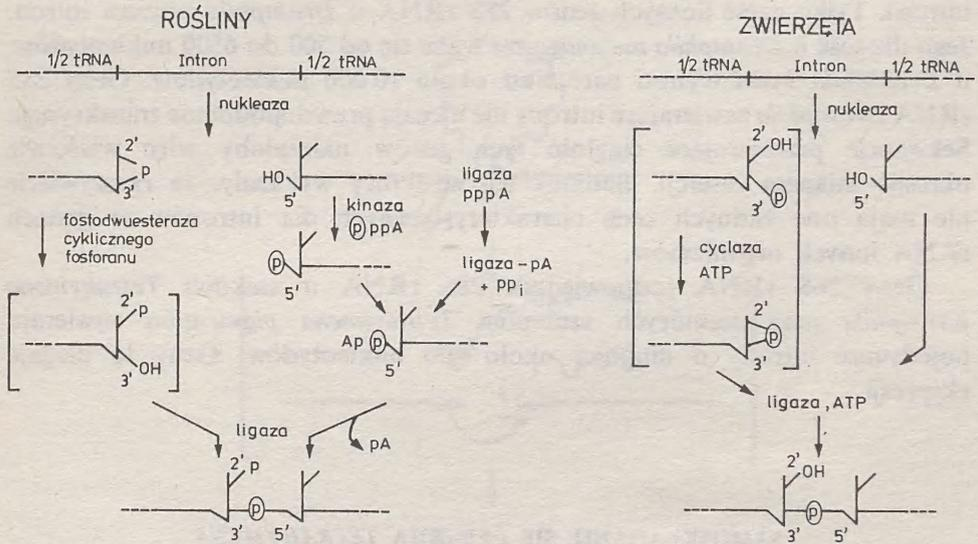 ROŚLINY
1/2 tRNA Intron 1/2 tRNA
nukleaza
2' P 3'
HO 5'
ligaza
pppA
fosfodwuesteraza
cyklicznego
fosforanu
kinaza
ⓟppA
ⓟ 5'
ligaza -pA
+ ppi
2' P
3' OH
Apⓟ
5'
ligaza
pA
2' p
ⓟ
3' 5'
ZWIERZĘTA
1/2 tRNA Intron 1/2 tRNA
nukleaza
2' OH
3' ⓟ
HO 5'
cyclaza
ATP
2'
ⓟ
3'
ligaza, ATP
2' OH
ⓟ
3' 5'